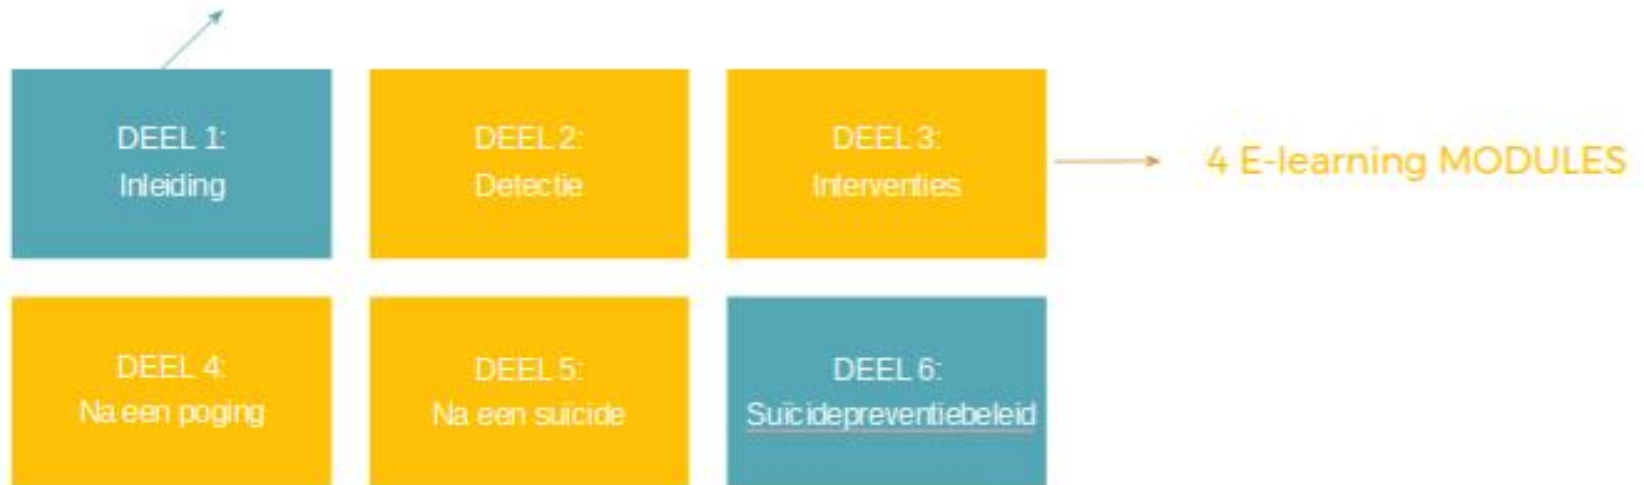 DEEL 1:
Inleiding
DEEL 2:
Detectie
DEEL 3:
Interventies
4 E-learning MODULES
DEEL 4:
Na een poging
DEEL 5:
Na een suïcide
DEEL 6:
Suïcidepreventiebeleid